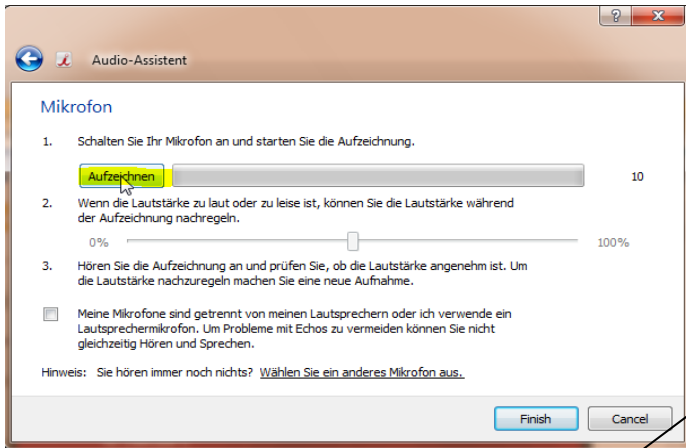 Audio-Assistent
Mikrofon
1. Schalten Sie Ihr Mikrofon an und starten Sie die Aufzeichnung.
Aufzeichnen 10
2. Wenn die Lautstärke zu laut oder zu leise ist, können Sie die Lautstärke während
der Aufzeichnung nachregeln.
0% 100%
3. Hören Sie die Aufzeichnung an und prüfen Sie, ob die Lautstärke angenehm ist. Um
die Lautstärke nachzuregeln machen Sie eine neue Aufnahme.
Meine Mikrofone sind getrennt von meinen Lautsprechern oder ich verwende ein
Lautsprechermikrofon. Um Probleme mit Echos zu vermeiden können Sie nicht
gleichzeitig Hören und Sprechen.
Hinweis: Sie hören immer noch nichts? Wählen Sie ein anderes Mikrofon aus.
Finish Cancel